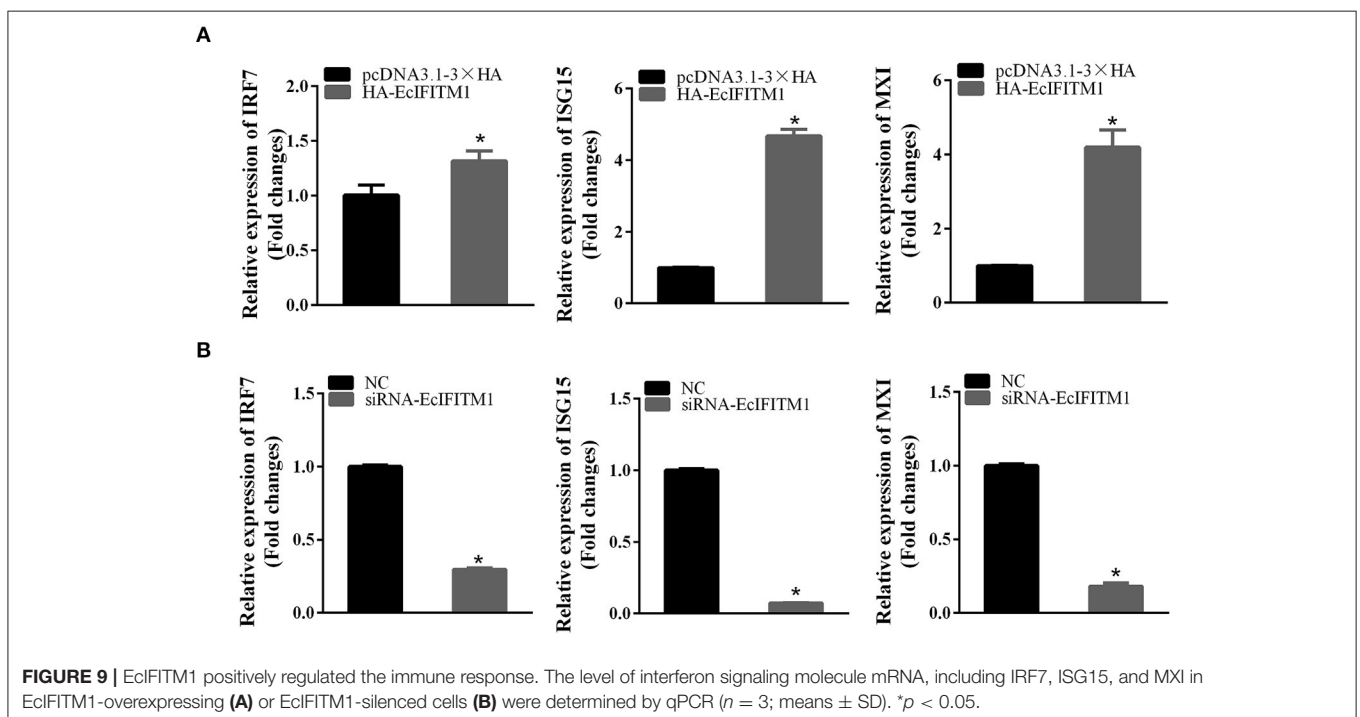 A
Relative expression of IRF7
(Fold changes)
pcDNA3.1-3×HA
HA-EcIFITM1
2.0
1.5
1.0
0.5
0.0
*
Relative expression of ISG15
(Fold changes)
pcDNA3.1-3×HA
HA-EcIFITM1
6
4
2
0
*
Relative expression of MXI
(Fold changes)
pcDNA3.1-3×HA
HA-EcIFITM1
6
4
2
0
*
B
Relative expression of IRF7
(Fold changes)
NC
siRNA-EcIFITM1
1.5
1.0
0.5
0.0
*
Relative expression of ISG15
(Fold changes)
NC
siRNA-EcIFITM1
1.5
1.0
0.5
0.0
*
Relative expression of MXI
(Fold changes)
NC
siRNA-EcIFITM1
1.5
1.0
0.5
0.0
*
FIGURE 9 | EcIFITM1 positively regulated the immune response. The level of interferon signaling molecule mRNA, including IRF7, ISG15, and MXI in
EcIFITM1-overexpressing (A) or EcIFITM1-silenced cells (B) were determined by qPCR (n = 3; means ± SD). *p < 0.05.